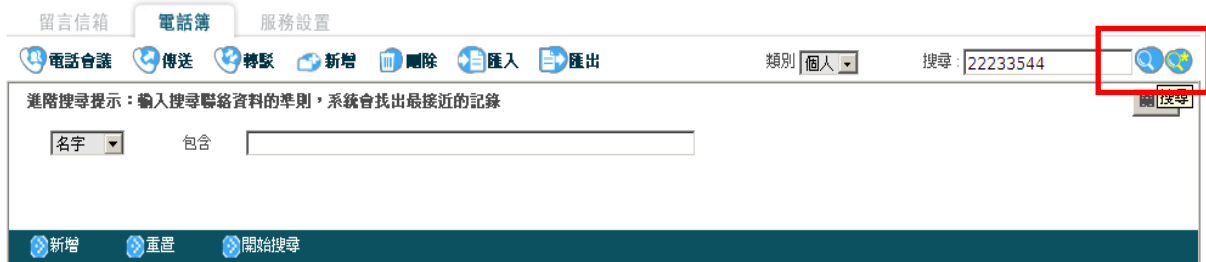 留言信箱 電話簿 服務設置
電話會議 傳送 轉駁 新增 刪除 匯入 匯出 類別 個人 搜尋 : 22233544
進階搜尋提示：輸入搜尋聯絡資料的準則，系統會找出最接近的記錄 搜尋
名字 包含
新增 重置 開始搜尋